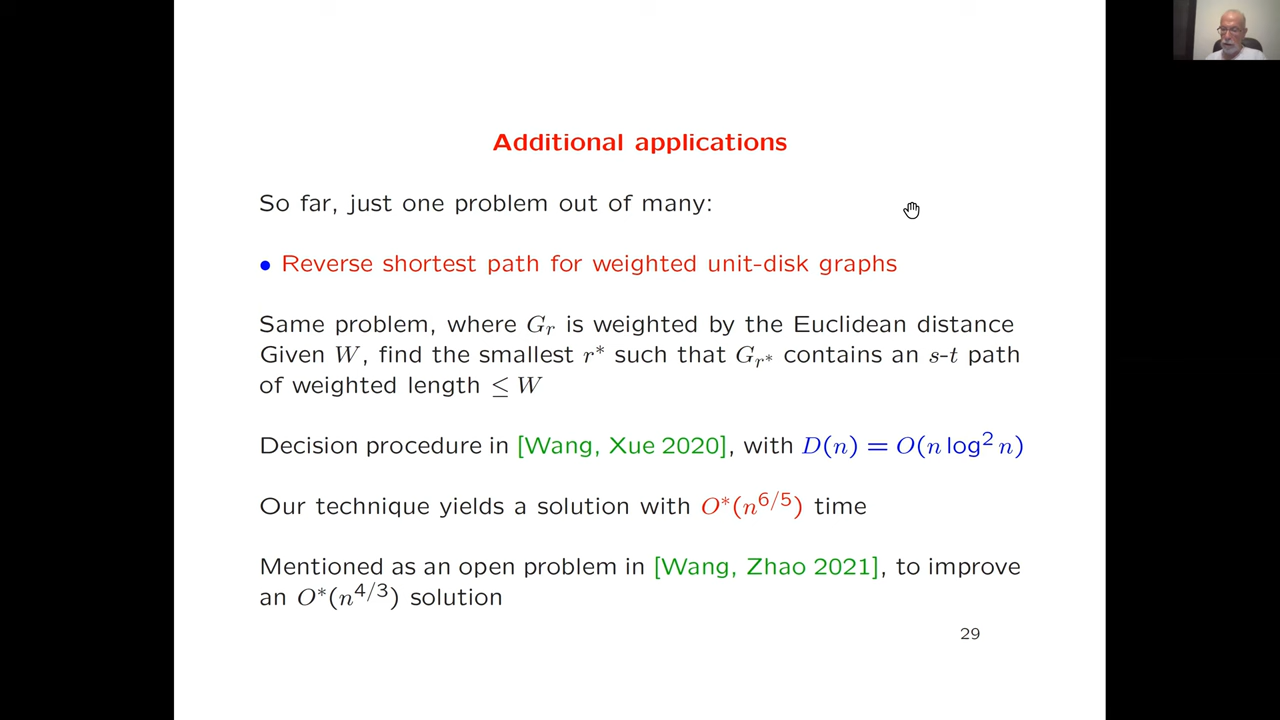 Additional applications
So far, just one problem out of many:
• Reverse shortest path for weighted unit-disk graphs
Same problem, where G_r is weighted by the Euclidean distance
Given W, find the smallest r* such that G_{r*} contains an s-t path
of weighted length ≤ W
Decision procedure in [Wang, Xue 2020], with D(n) = O(n log² n)
Our technique yields a solution with O*(n^{6/5}) time
Mentioned as an open problem in [Wang, Zhao 2021], to improve
an O*(n^{4/3}) solution
29